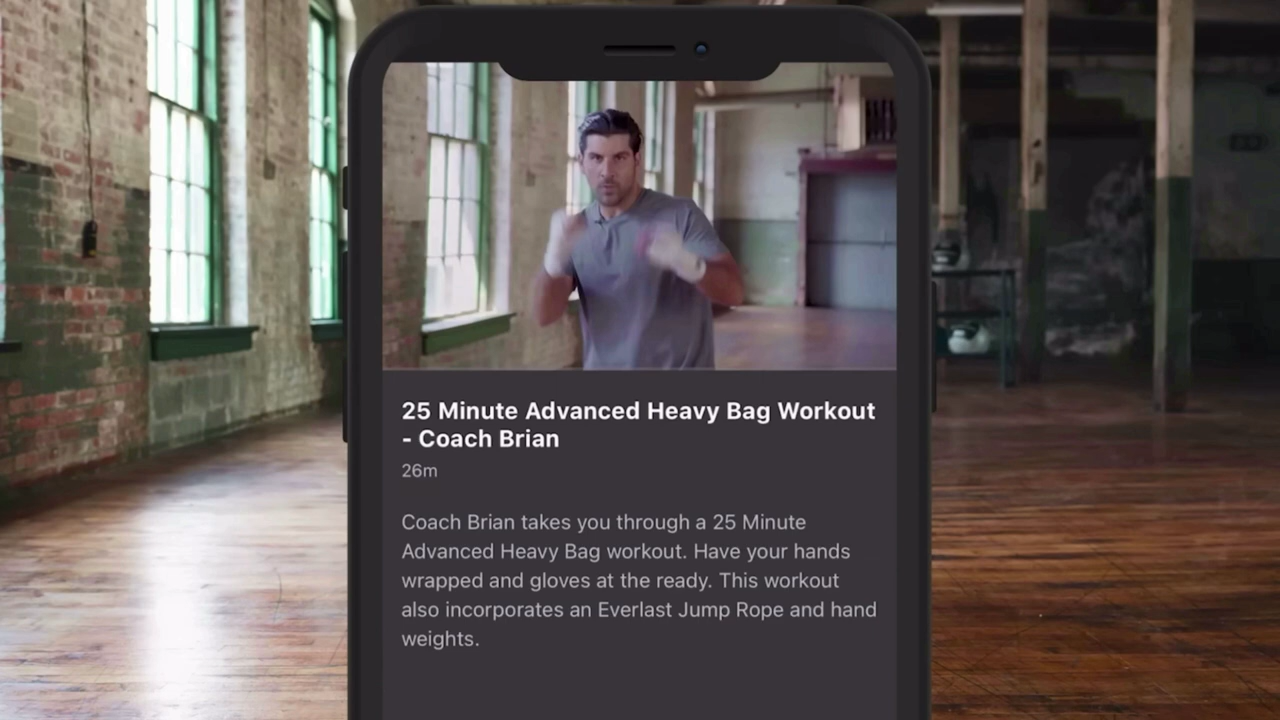 25 Minute Advanced Heavy Bag Workout
- Coach Brian
26m
Coach Brian takes you through a 25 Minute
Advanced Heavy Bag workout. Have your hands
wrapped and gloves at the ready. This workout
also incorporates an Everlast Jump Rope and hand
weights.